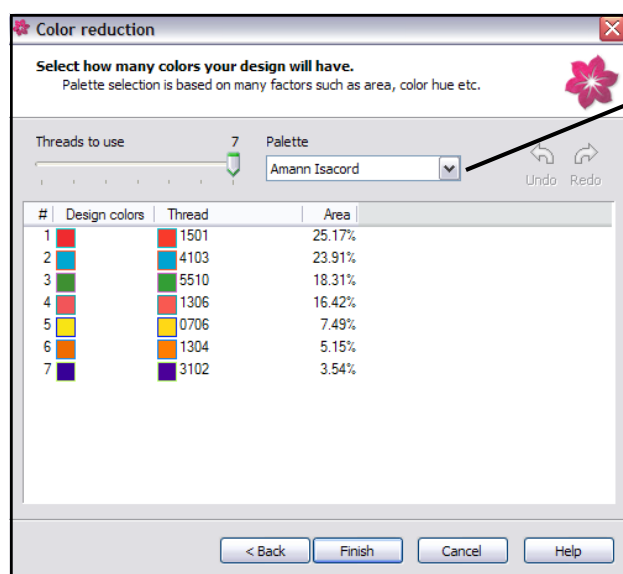 Color reduction
Select how many colors your design will have.
Palette selection is based on many factors such as area, color hue etc.
Threads to use 7 Palette
Amann Isacord
Undo Redo
# Design colors Thread Area
1 1501 25.17%
2 4103 23.91%
3 5510 18.31%
4 1306 16.42%
5 0706 7.49%
6 1304 5.15%
7 3102 3.54%
< Back Finish Cancel Help